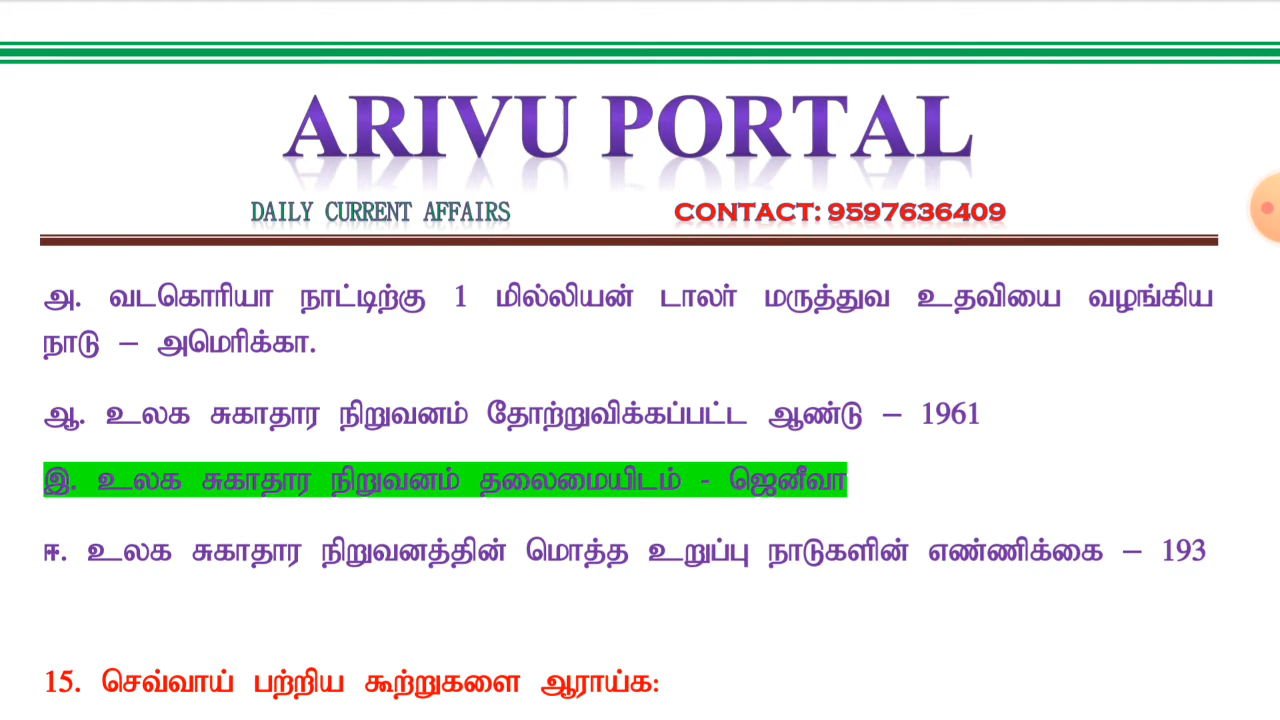 ARIVU PORTAL
DAILY CURRENT AFFAIRS CONTACT: 9597636409
அ. வடகொரியா நாட்டிற்கு 1 மில்லியன் டாலர் மருத்துவ உதவியை வழங்கிய
நாடு – அமெரிக்கா.
ஆ. உலக சுகாதார நிறுவனம் தோற்றுவிக்கப்பட்ட ஆண்டு – 1961
இ. உலக சுகாதார நிறுவனம் தலைமையிடம் - ஜெனீவா
ஈ. உலக சுகாதார நிறுவனத்தின் மொத்த உறுப்பு நாடுகளின் எண்ணிக்கை – 193
15. செவ்வாய் பற்றிய கூற்றுகளை ஆராய்க: